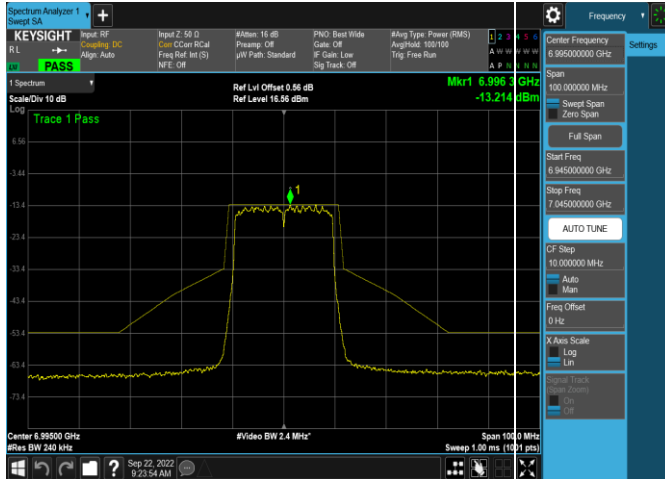 Spectrum Analyzer 1
Swept SA
Frequency
KEYSIGHT
RL
PASS
Input: RF
Coupling: DC
Align: Auto
Input Z: 50 Ω
Corr CCorr RCal
Freq Ref: Int (S)
NFE: Off
#Atten: 16 dB
Preamp: Off
µW Path: Standard
PNO: Best Wide
Gate: Off
IF Gain: Low
Sig Track: Off
#Avg Type: Power (RMS)
Avg|Hold: 100/100
Trig: Free Run
1 2 3 4 5 6
A W W W W W
A P N N N N
1 Spectrum
Scale/Div 10 dB
Log
Ref Lvl Offset 0.56 dB
Ref Level 16.56 dBm
Mkr1 6.996 3 GHz
-13.214 dBm
Trace 1 Pass
1
6.56
-3.44
-13.4
-23.4
-33.4
-43.4
-53.4
-63.4
-73.4
Center 6.99500 GHz
#Res BW 240 kHz
#Video BW 2.4 MHz*
Span 100.0 MHz
Sweep 1.00 ms (1001 pts)
Sep 22, 2022
9:23:54 AM
?
Center Frequency
6.995000000 GHz
Settings
Span
100.000000 MHz
Swept Span
Zero Span
Full Span
Start Freq
6.945000000 GHz
Stop Freq
7.045000000 GHz
AUTO TUNE
CF Step
10.000000 MHz
Auto
Man
Freq Offset
0 Hz
X Axis Scale
Log
Lin
Signal Track
(Span Zoom)
On
Off